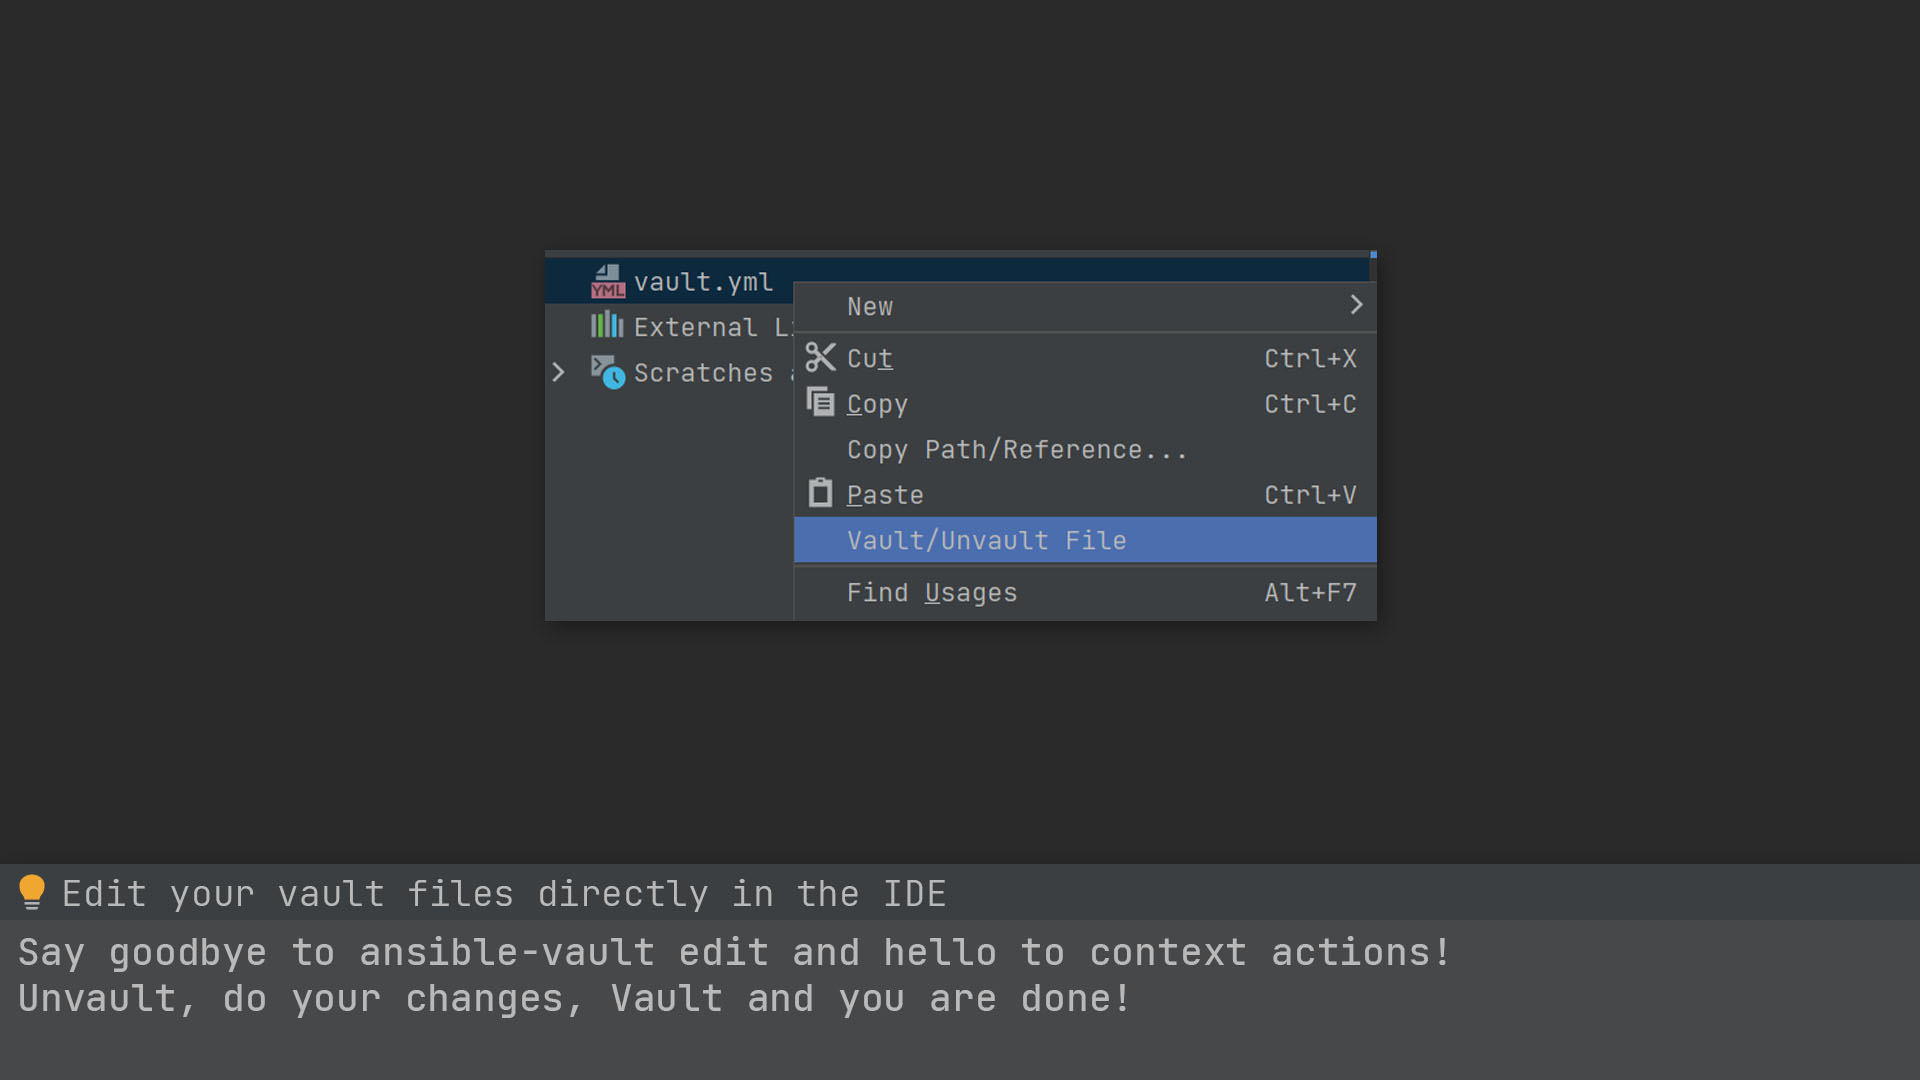 YML vault.yml
External L
Scratches
New
Cut Ctrl+X
Copy Ctrl+C
Copy Path/Reference...
Paste Ctrl+V
Vault/Unvault File
Find Usages Alt+F7
Edit your vault files directly in the IDE
Say goodbye to ansible-vault edit and hello to context actions!
Unvault, do your changes, Vault and you are done!